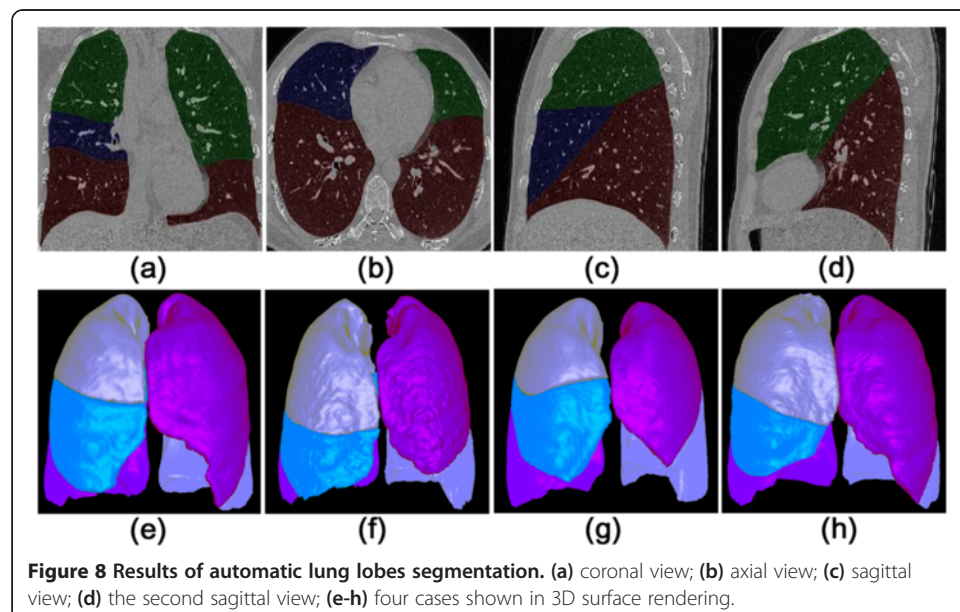 (a) (b) (c) (d)
(e) (f) (g) (h)
Figure 8 Results of automatic lung lobes segmentation. (a) coronal view; (b) axial view; (c) sagittal
view; (d) the second sagittal view; (e-h) four cases shown in 3D surface rendering.